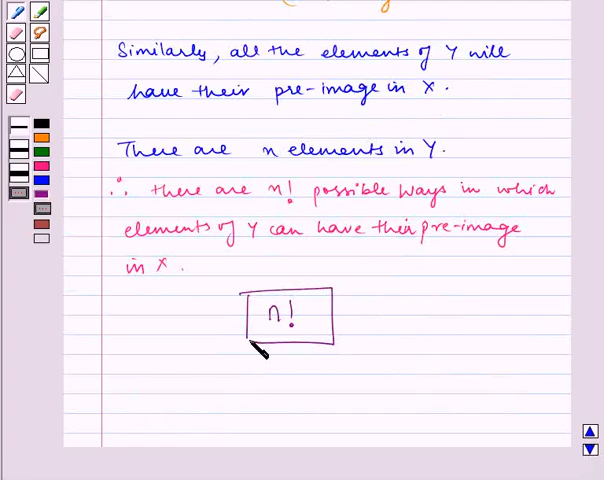 Similarly, all the elements of Y will
have their pre-image in X.
There are n elements in Y.
∴ there are n! possible ways in which
elements of Y can have their pre-image
in X.
n!